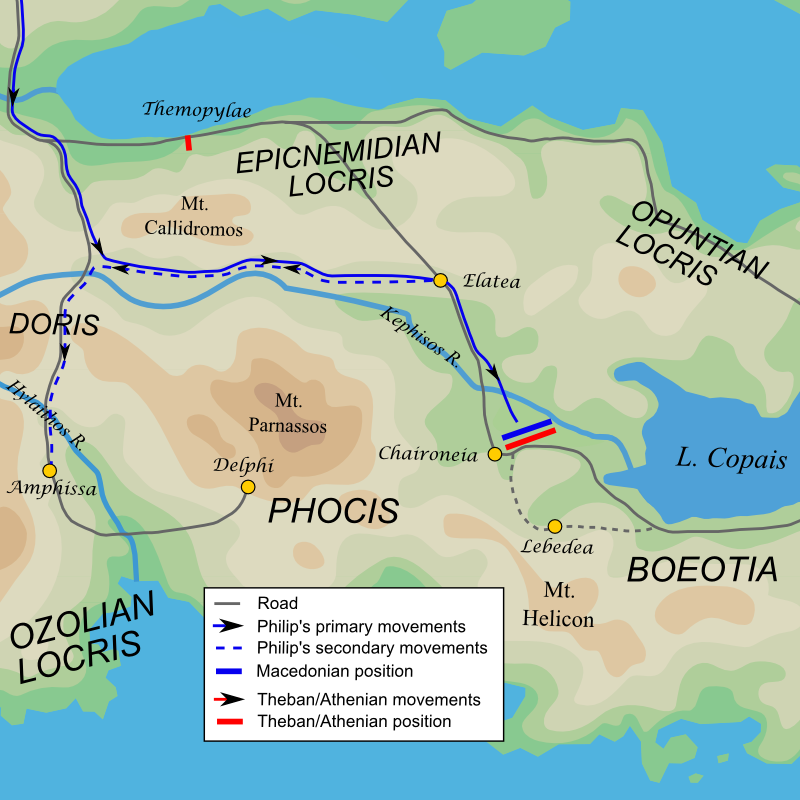 Themopylae
EPICNEMIDIAN
LOCRIS
Mt.
Callidromos
OPUNTIAN
LOCRIS
Elatea
DORIS
Kephisos R.
Hylaithos R.
Mt.
Parnassos
Chaironeia
L. Copais
Delphi
Amphissa
PHOCIS
Lebedea
BOEOTIA
Mt.
Helicon
OZOLIAN
LOCRIS
Road
Philip's primary movements
Philip's secondary movements
Macedonian position
Theban/Athenian movements
Theban/Athenian position